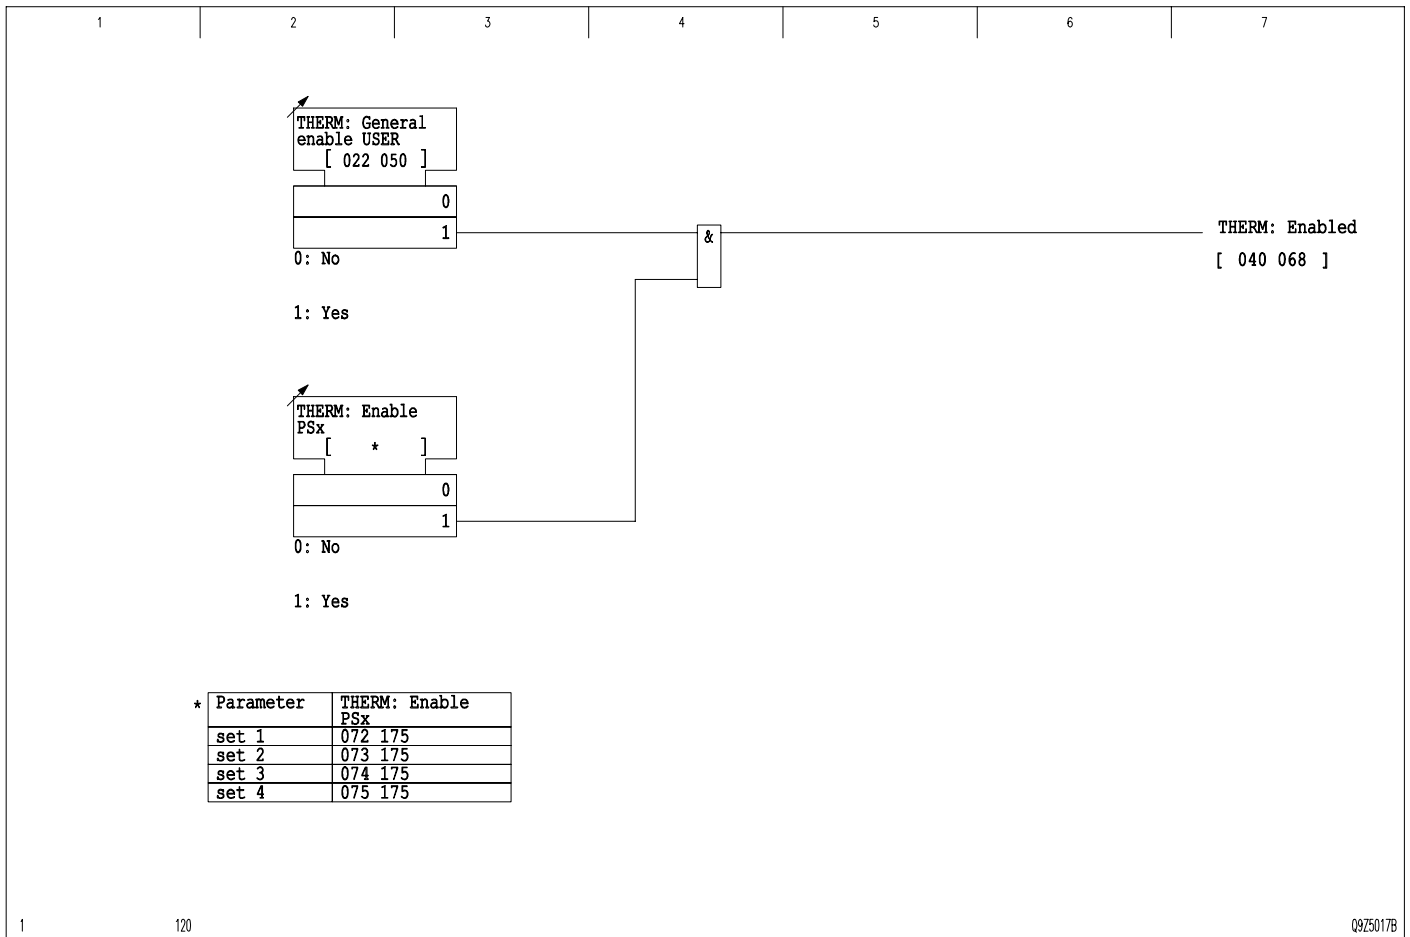 1 2 3 4 5 6 7
THERM: General
enable USER
[ 022 050 ]
0
1
0: No
1: Yes
&
THERM: Enabled
[ 040 068 ]
THERM: Enable
PSx
[ * ]
0
1
0: No
1: Yes
* Parameter THERM: Enable
PSx
set 1 072 175
set 2 073 175
set 3 074 175
set 4 075 175
1 120 Q9Z5017B